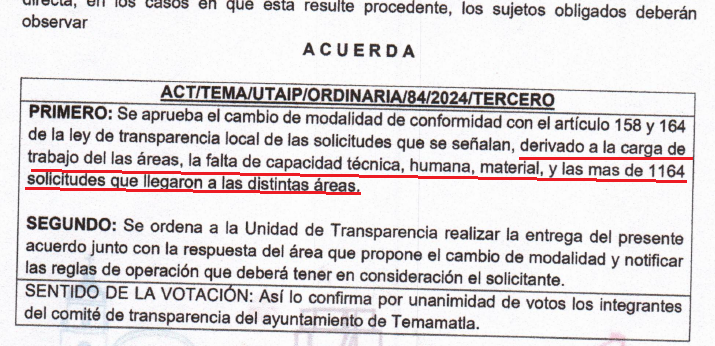 directa, en los casos en que esta resulte procedente, los sujetos obligados deberán
observar
ACUERDA
ACT/TEMA/UTAIP/ORDINARIA/84/2024/TERCERO
PRIMERO: Se aprueba el cambio de modalidad de conformidad con el artículo 158 y 164
de la ley de transparencia local de las solicitudes que se señalan, derivado a la carga de
trabajo del las áreas, la falta de capacidad técnica, humana, material, y las mas de 1164
solicitudes que llegaron a las distintas áreas.
SEGUNDO: Se ordena a la Unidad de Transparencia realizar la entrega del presente
acuerdo junto con la respuesta del área que propone el cambio de modalidad y notificar
las reglas de operación que deberá tener en consideración el solicitante.
SENTIDO DE LA VOTACIÓN: Así lo confirma por unanimidad de votos los integrantes
del comité de transparencia del ayuntamiento de Temamatla.